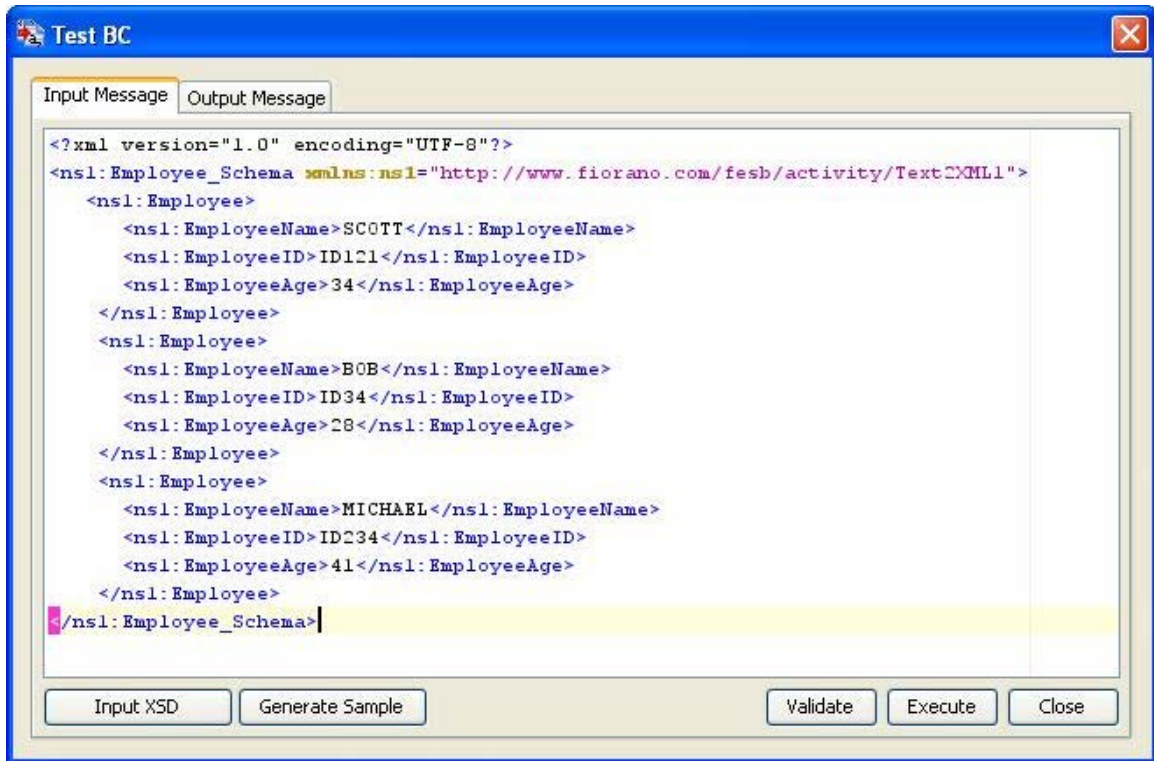 Test BC
Input Message Output Message
<?xml version="1.0" encoding="UTF-8"?>
<ns1:Employee_Schema xmlns:ns1="http://www.fiorano.com/fesb/activity/Text2XML1">
<ns1:Employee>
<ns1:EmployeeName>SCOTT</ns1:EmployeeName>
<ns1:EmployeeID>ID121</ns1:EmployeeID>
<ns1:EmployeeAge>34</ns1:EmployeeAge>
</ns1:Employee>
<ns1:Employee>
<ns1:EmployeeName>BOB</ns1:EmployeeName>
<ns1:EmployeeID>ID34</ns1:EmployeeID>
<ns1:EmployeeAge>28</ns1:EmployeeAge>
</ns1:Employee>
<ns1:Employee>
<ns1:EmployeeName>MICHAEL</ns1:EmployeeName>
<ns1:EmployeeID>ID234</ns1:EmployeeID>
<ns1:EmployeeAge>41</ns1:EmployeeAge>
</ns1:Employee>
</ns1:Employee_Schema>
Input XSD Generate Sample Validate Execute Close